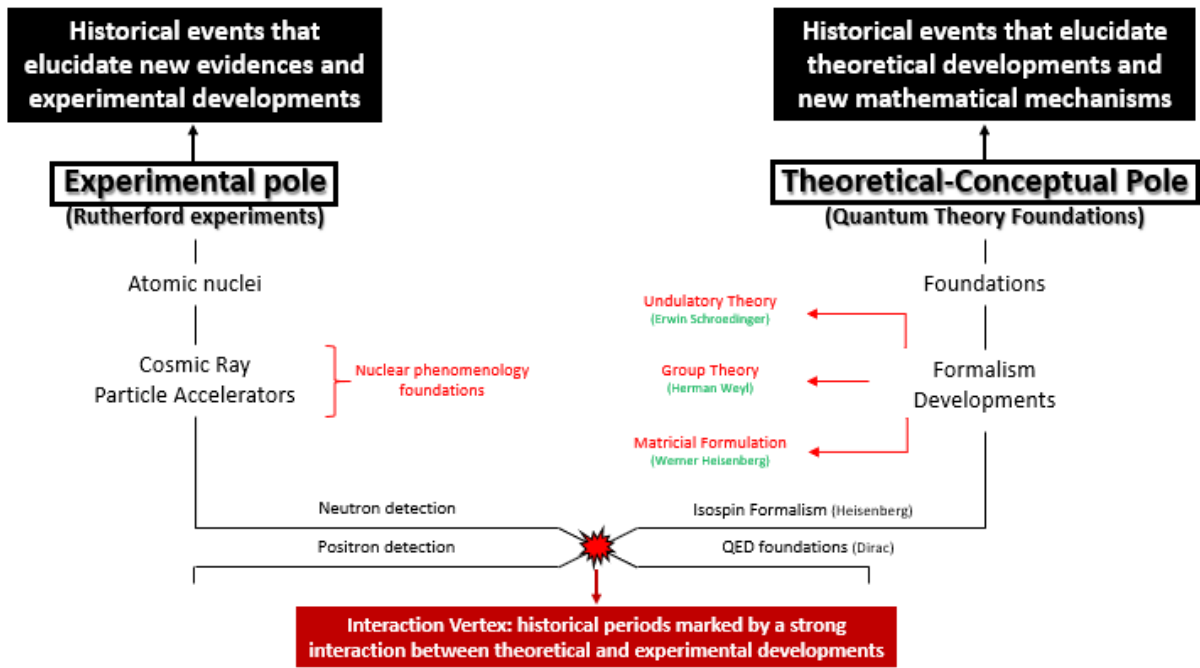 Historical events that
elucidate new evidences and
experimental developments
Experimental pole
(Rutherford experiments)
Atomic nuclei
Cosmic Ray
Particle Accelerators
Nuclear phenomenology
foundations
Historical events that elucidate
theoretical developments and
new mathematical mechanisms
Theoretical-Conceptual Pole
(Quantum Theory Foundations)
Foundations
Undulatory Theory
(Erwin Schroedinger)
Group Theory
(Herman Weyl)
Formalism
Developments
Matricial Formulation
(Werner Heisenberg)
Neutron detection
Isospin Formalism (Heisenberg)
Positron detection
QED foundations (Dirac)
Interaction Vertex: historical periods marked by a strong
interaction between theoretical and experimental developments